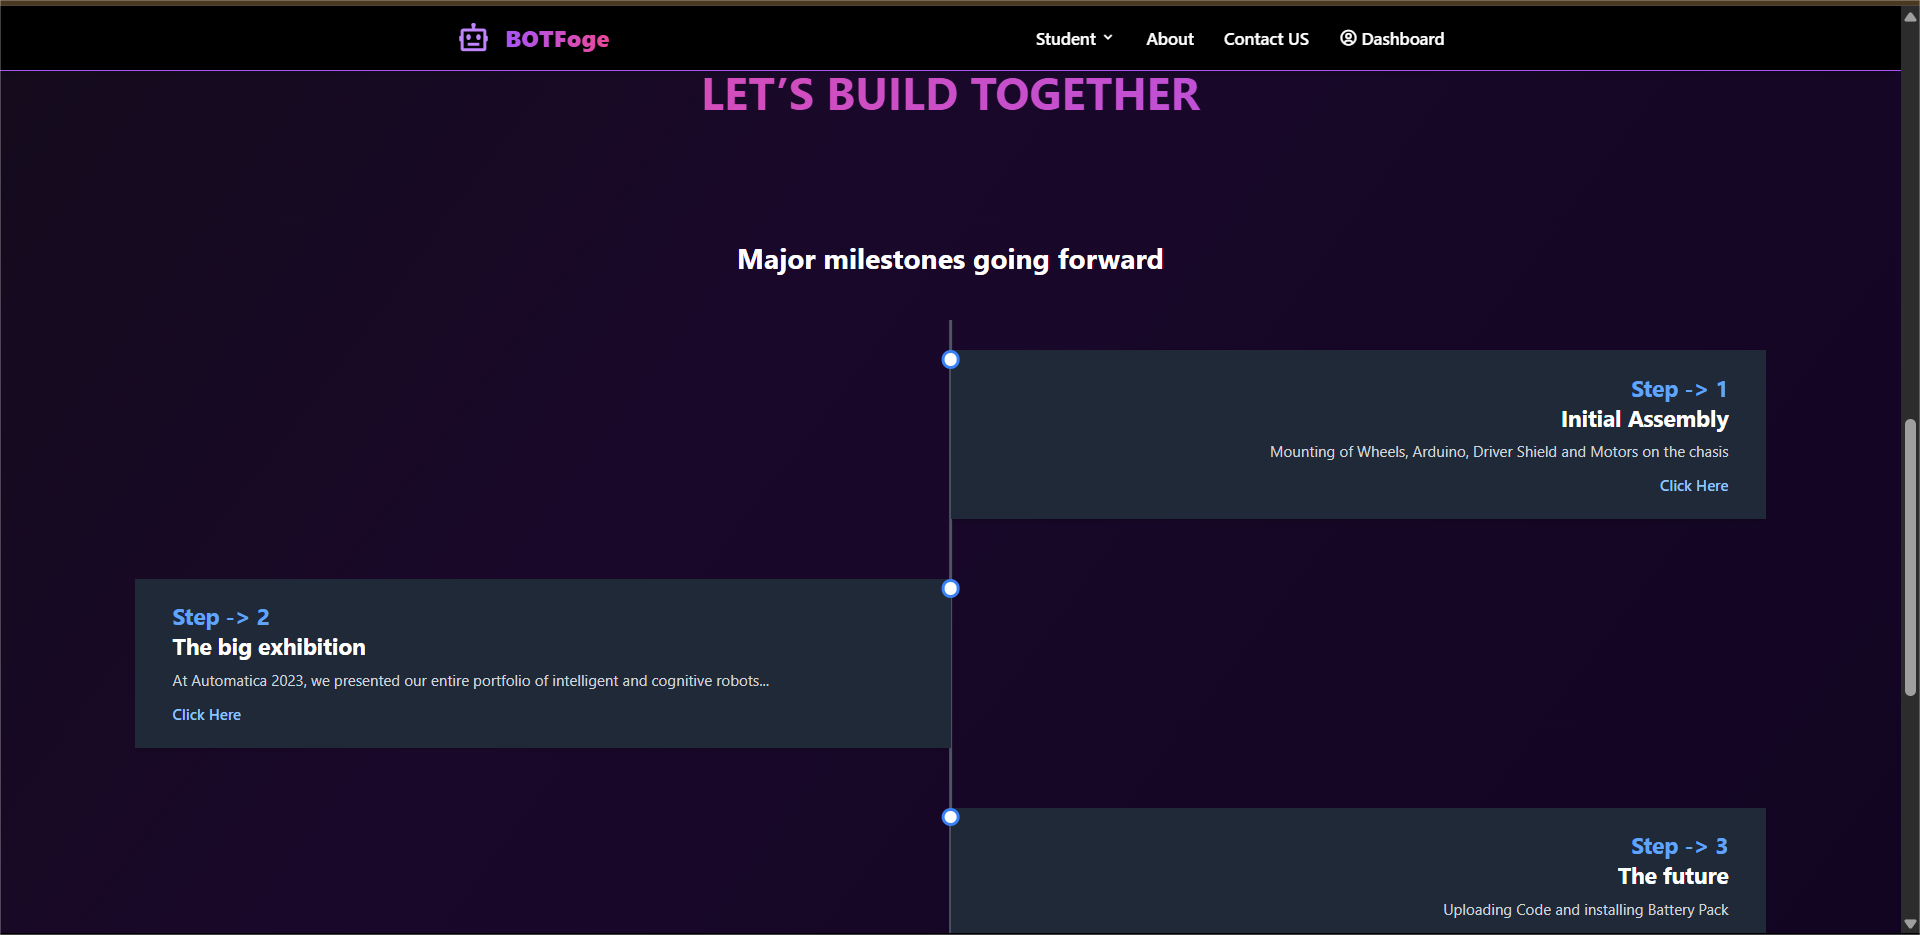 BOTFoge
Student
About
Contact US
Dashboard
LET’S BUILD TOGETHER
Major milestones going forward
Step -> 1
Initial Assembly
Mounting of Wheels, Arduino, Driver Shield and Motors on the chasis
Click Here
Step -> 2
The big exhibition
At Automatica 2023, we presented our entire portfolio of intelligent and cognitive robots...
Click Here
Step -> 3
The future
Uploading Code and installing Battery Pack